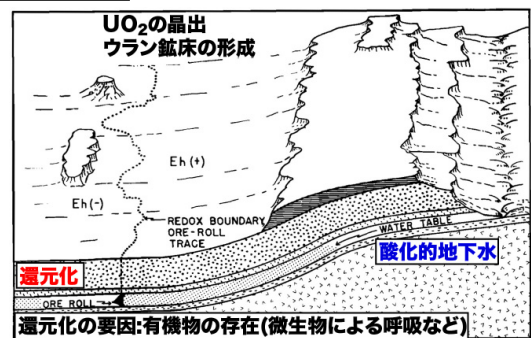 UO₂の晶出
ウラン鉱床の形成
Eh(+)
Eh(-)
REDOX BOUNDARY
ORE-ROLL
TRACE
WATER TABLE
酸化的地下水
還元化
ORE ROLL
還元化の要因:有機物の存在(微生物による呼吸など)